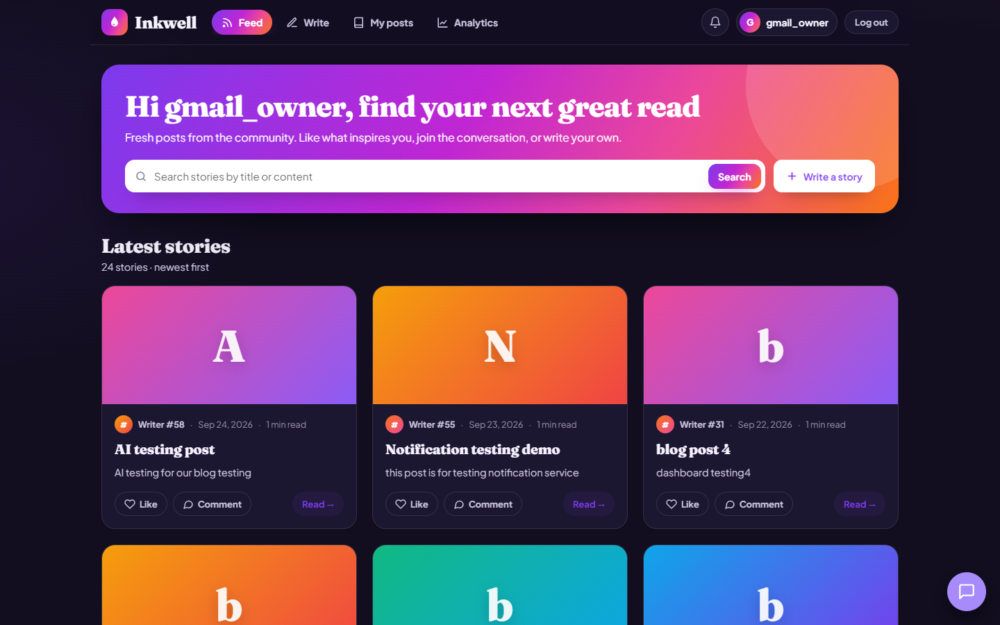 Inkwell
Feed
Write
My posts
Analytics
G
gmail_owner
Log out
Hi gmail_owner, find your next great read
Fresh posts from the community. Like what inspires you, join the conversation, or write your own.
Search stories by title or content
Search
+ Write a story
Latest stories
24 stories · newest first
A
N
b
# Writer #58 · Sep 24, 2026 · 1 min read
AI testing post
AI testing for our blog testing
Like
Comment
Read →
# Writer #55 · Sep 23, 2026 · 1 min read
Notification testing demo
this post is for testing notification service
Like
Comment
Read →
# Writer #31 · Sep 22, 2026 · 1 min read
blog post 4
dashboard testing4
Like
Comment
Read →
b
b
b